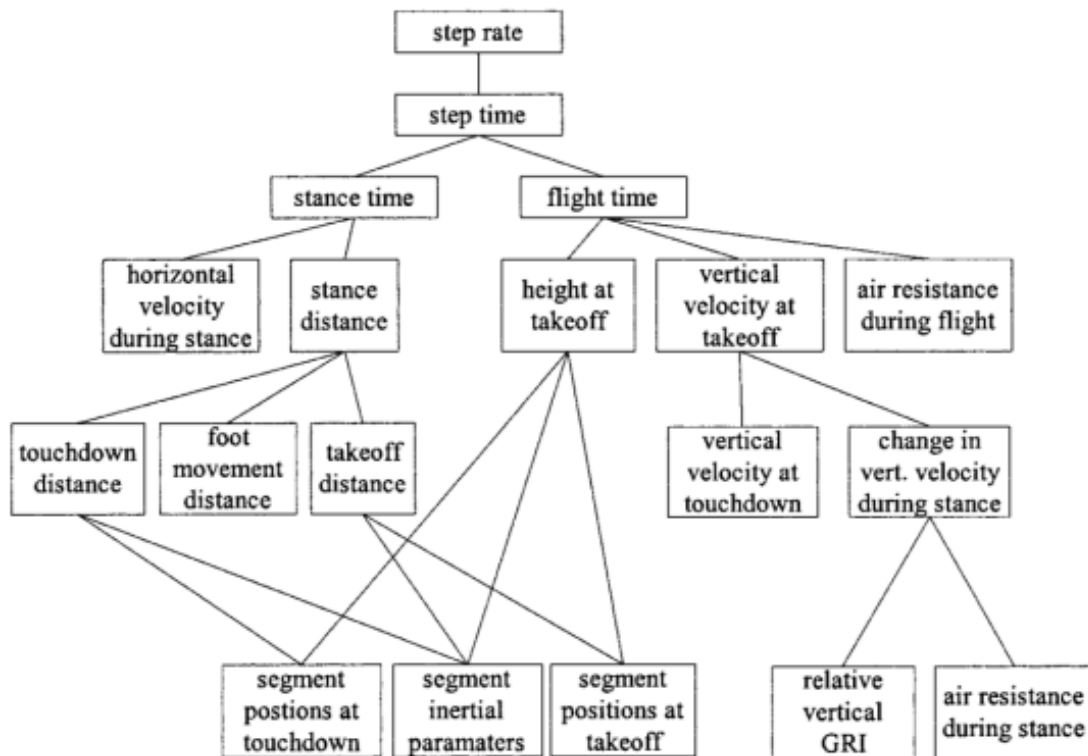 step rate
step time
stance time
flight time
horizontal
velocity
during stance
stance
distance
height at
takeoff
vertical
velocity at
takeoff
air resistance
during flight
touchdown
distance
foot
movement
distance
takeoff
distance
vertical
velocity at
touchdown
change in
vert. velocity
during stance
segment
postions at
touchdown
segment
inertial
paramaters
segment
positions at
takeoff
relative
vertical
GRI
air resistance
during stance